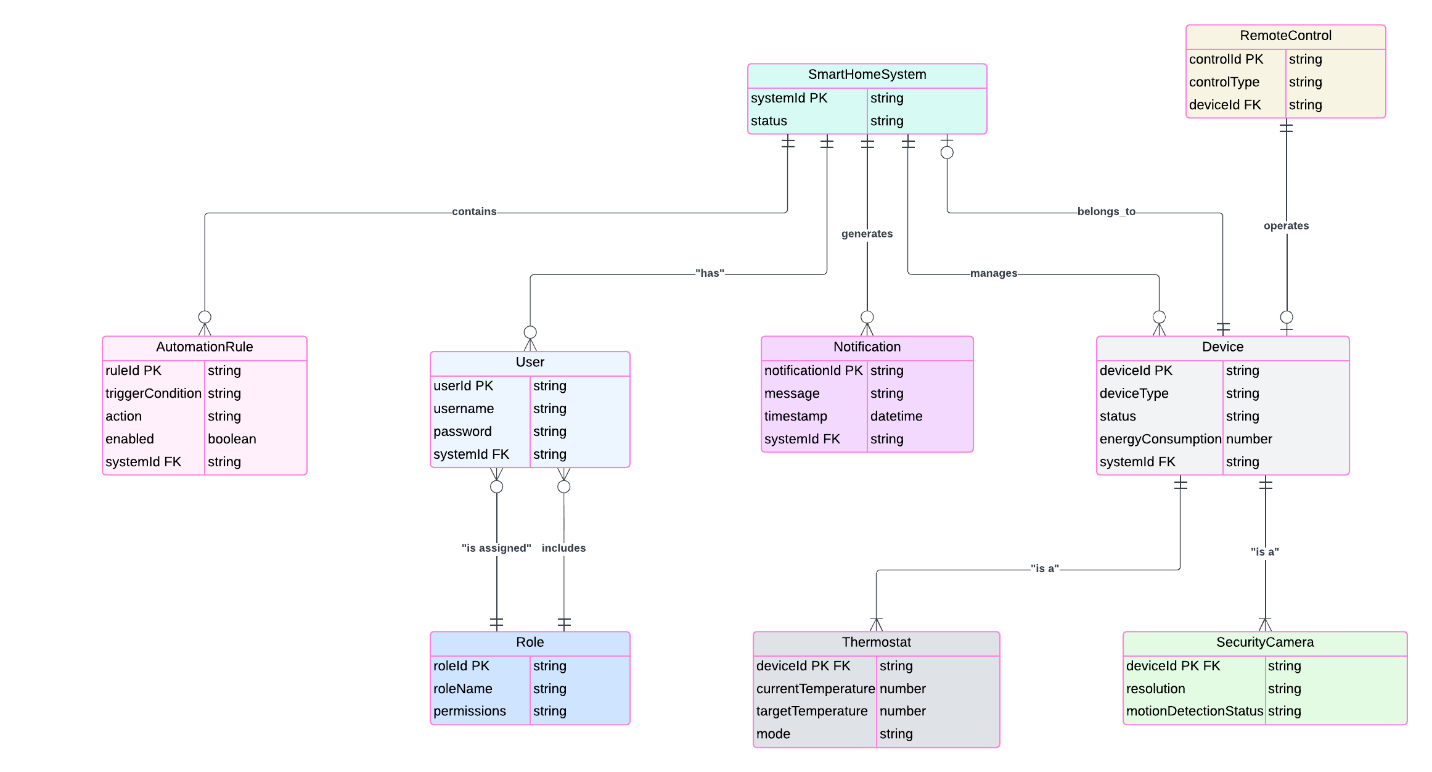 RemoteControl
controlId PK string
controlType string
deviceId FK string
SmartHomeSystem
systemId PK string
status string
contains
belongs_to
operates
generates
"has"
manages
AutomationRule
ruleId PK string
triggerCondition string
action string
enabled boolean
systemId FK string
User
userId PK string
username string
password string
systemId FK string
Notification
notificationId PK string
message string
timestamp datetime
systemId FK string
Device
deviceId PK string
deviceType string
status string
energyConsumption number
systemId FK string
"is assigned" includes
"is a"
"is a"
Role
roleId PK string
roleName string
permissions string
Thermostat
deviceId PK FK string
currentTemperature number
targetTemperature number
mode string
SecurityCamera
deviceId PK FK string
resolution string
motionDetectionStatus string